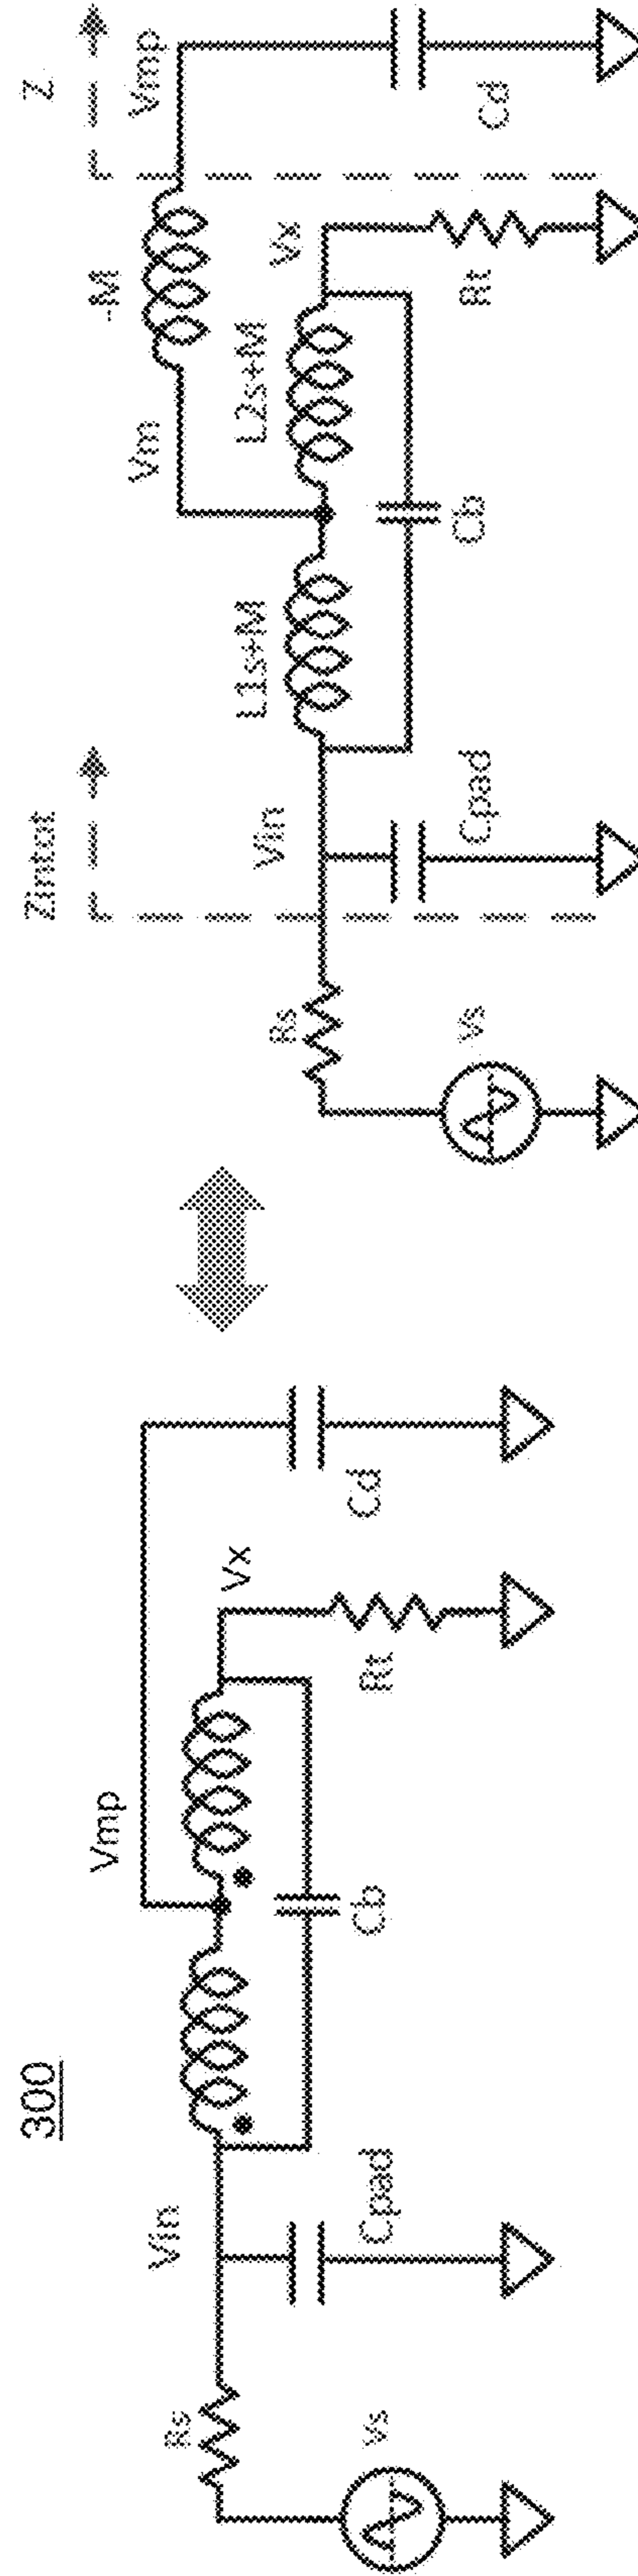 300
Vs
Rs
Vin
Cpad
Vmp
Cb
Vx
Rt
Cd
Vs
Rs
Zintot
Vin
Cpad
L1s+M
Vm
Cb
L2s+M
-M
Vx
Rt
Z
Vmp
Cd